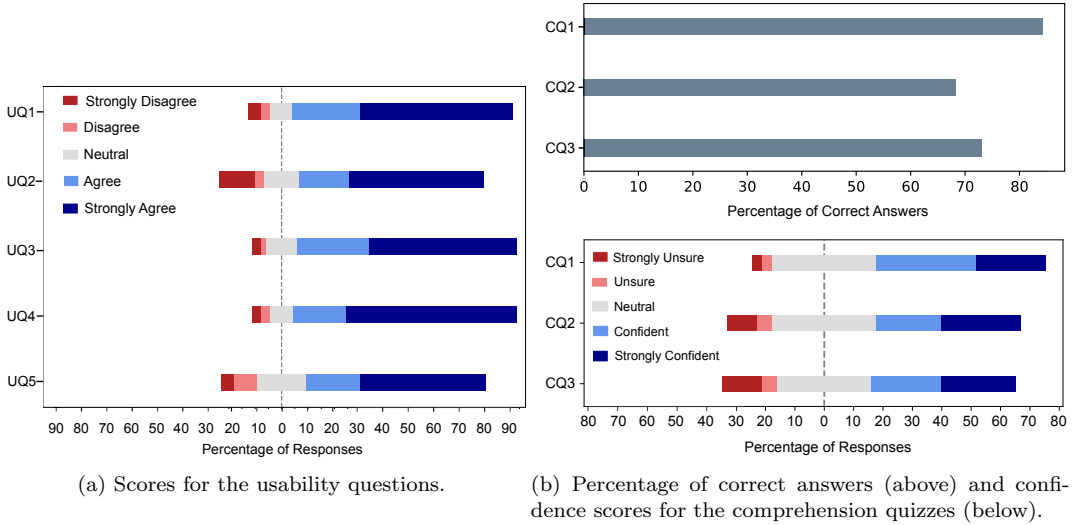 UQ1
UQ2
UQ3
UQ4
UQ5
Strongly Disagree
Disagree
Neutral
Agree
Strongly Agree
90 80 70 60 50 40 30 20 10 0 10 20 30 40 50 60 70 80 90
Percentage of Responses
(a) Scores for the usability questions.
CQ1
CQ2
CQ3
0 10 20 30 40 50 60 70 80
Percentage of Correct Answers
CQ1
CQ2
CQ3
Strongly Unsure
Unsure
Neutral
Confident
Strongly Confident
80 70 60 50 40 30 20 10 0 10 20 30 40 50 60 70 80
Percentage of Responses
(b) Percentage of correct answers (above) and confi-
dence scores for the comprehension quizzes (below).